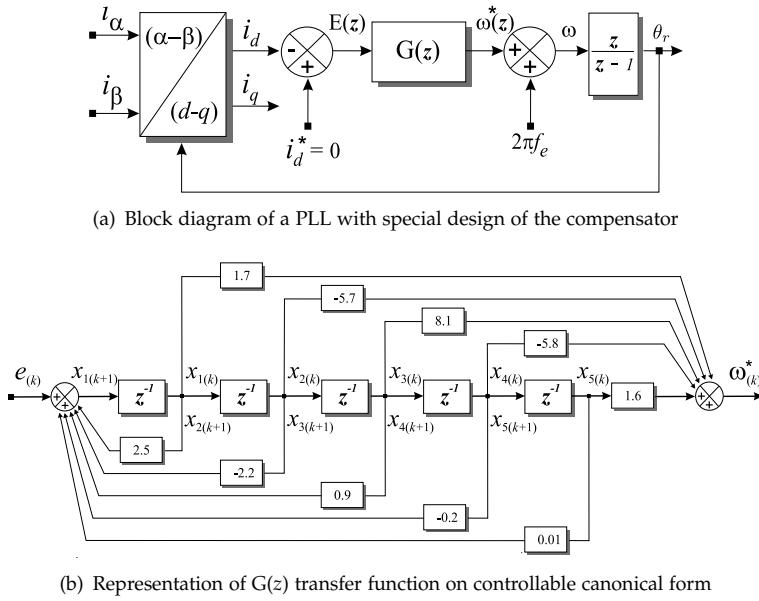 iα
(α−β)
id
E(z)
ω*(z)
ω
z
θr
-
+
G(z)
+
+
z − 1
iβ
(d-q)
iq
id* = 0
2πfe
(a) Block diagram of a PLL with special design of the compensator
1.7
-5.7
8.1
-5.8
e(k)
x1(k+1)
x1(k)
x2(k)
x3(k)
x4(k)
x5(k)
ω*(k)
z-1
z-1
z-1
z-1
z-1
1.6
+
+
+
+
x2(k+1)
x3(k+1)
x4(k+1)
x5(k+1)
2.5
-2.2
0.9
-0.2
0.01
(b) Representation of G(z) transfer function on controllable canonical form